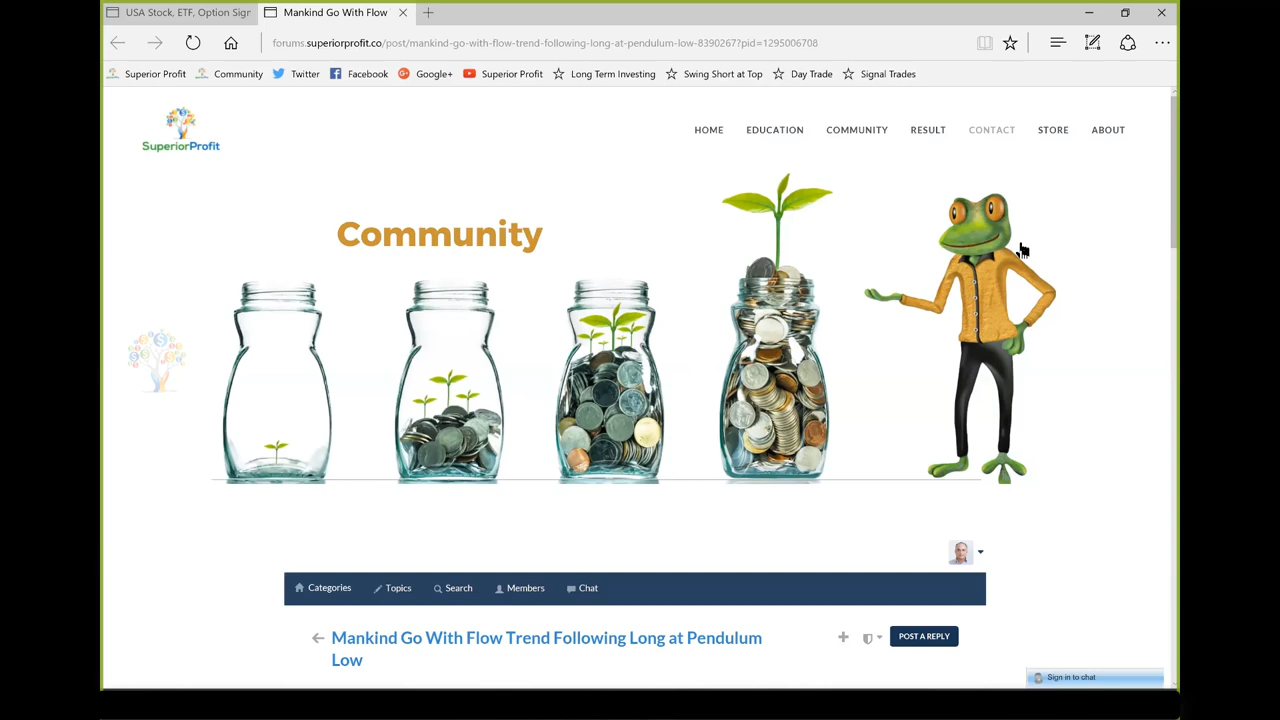 USA Stock, ETF, Option Sigr
Mankind Go With Flow
forums.superiorprofit.co/post/mankind-go-with-flow-trend-following-long-at-pendulum-low-8390267?pid=1295006708
Superior Profit
Community
Twitter
Facebook
Google+
Superior Profit
Long Term Investing
Swing Short at Top
Day Trade
Signal Trades
SuperiorProfit
HOME
EDUCATION
COMMUNITY
RESULT
CONTACT
STORE
ABOUT
Community
Categories
Topics
Search
Members
Chat
Mankind Go With Flow Trend Following Long at Pendulum
Low
POST A REPLY
Sign in to chat